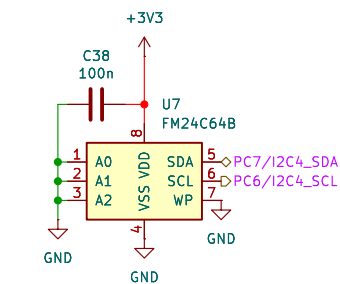 +3V3
C38
100n
U7
FM24C64B
8
1 A0 VDD SDA 5 PC7/I2C4_SDA
2 A1 SCL 6 PC6/I2C4_SCL
3 A2 VSS WP 7
4
GND
GND
GND